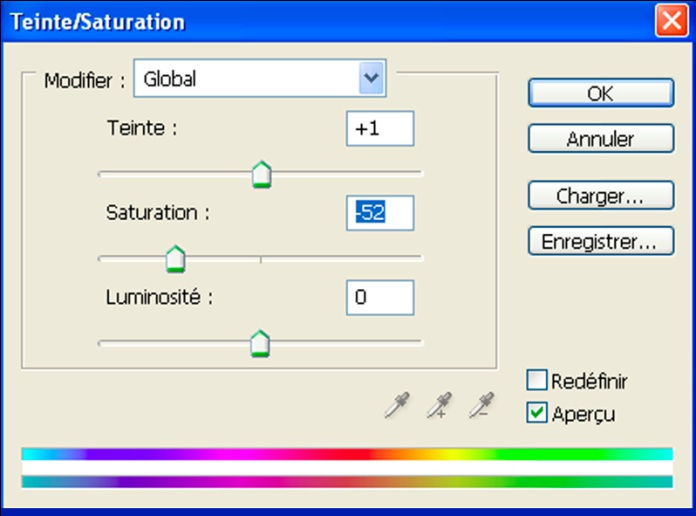 Teinte/Saturation
Modifier : Global
OK
Teinte : +1
Annuler
Charger...
Saturation : -52
Enregistrer...
Luminosité : 0
Redéfinir
Aperçu